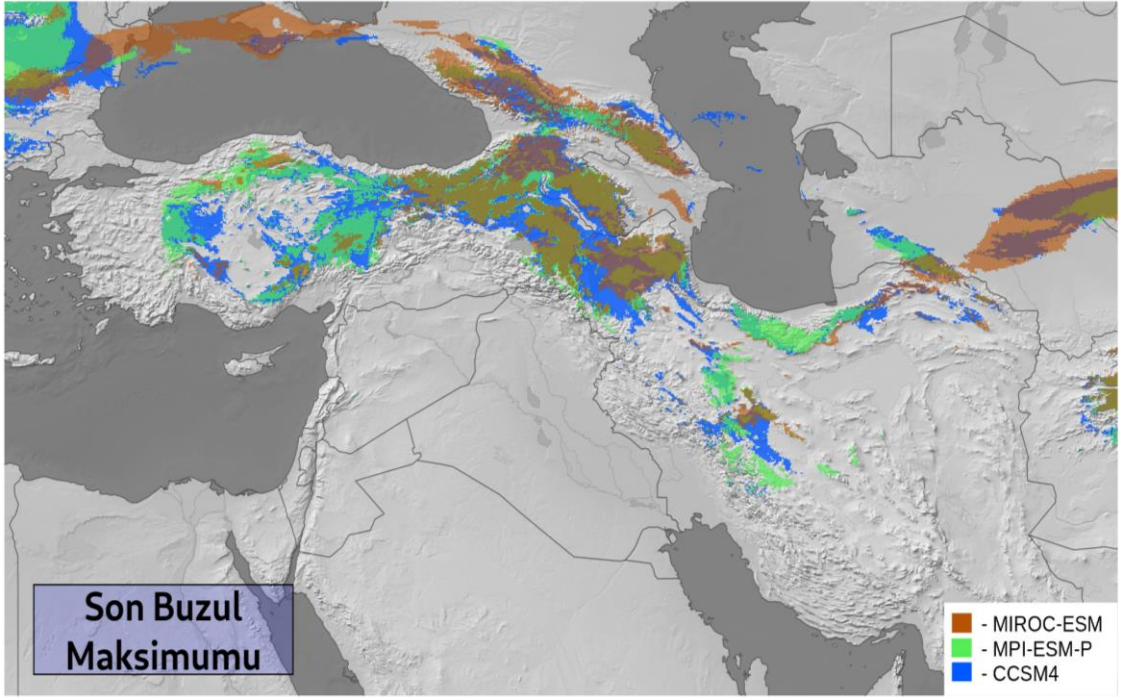 Son Buzul
Maksimumu
- MIROC-ESM
- MPI-ESM-P
- CCSM4